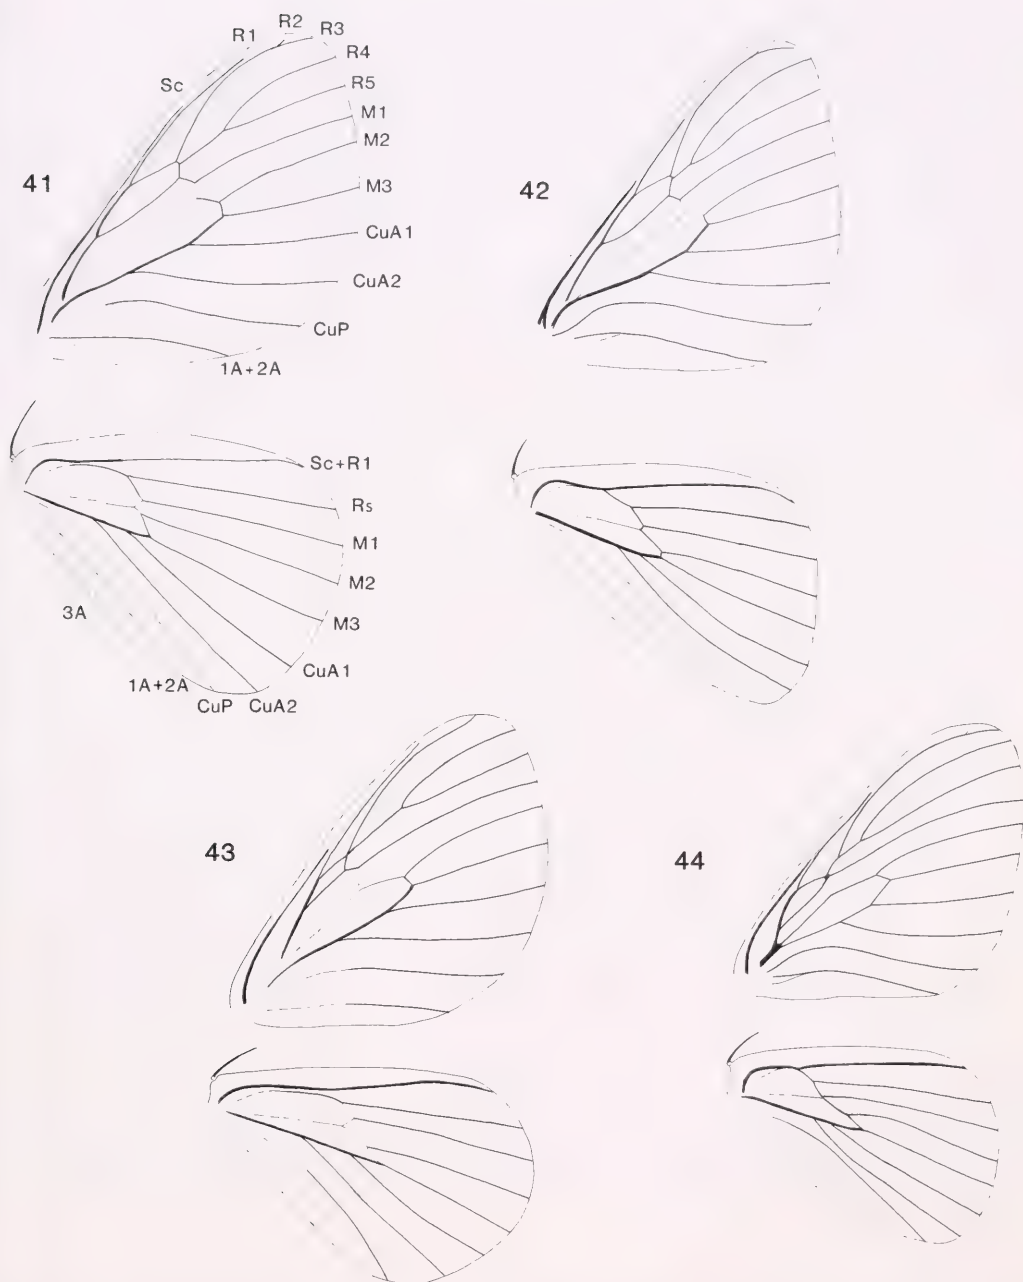 R1 R2 R3
R4
Sc
R5
M1
M2
41
M3
CuA1
CuA2
CuP
1A+2A
42
Sc+R1
Rs
M1
M2
3A
M3
CuA1
1A+2A
CuP CuA2
43
44